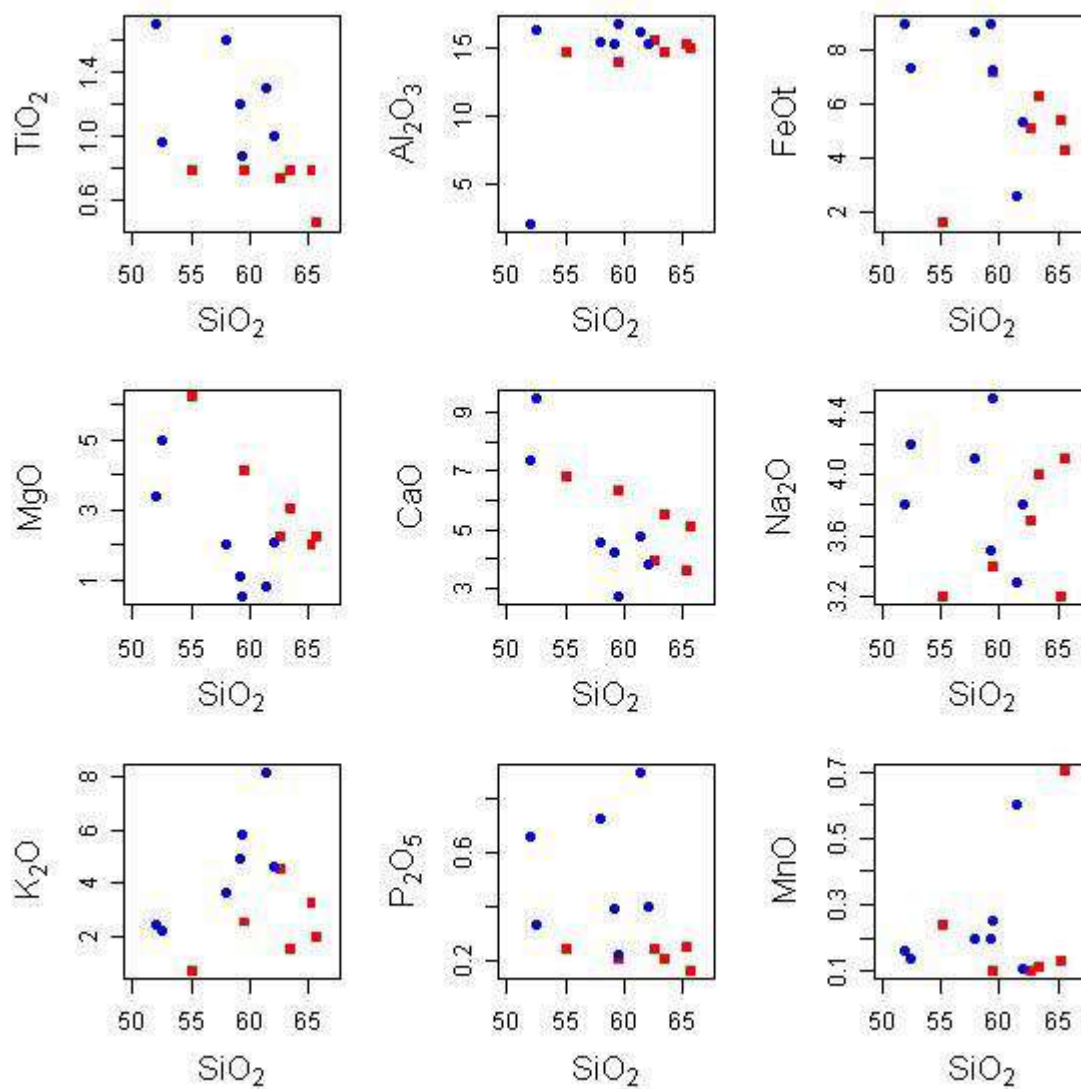 TiO₂
0.6 1.0 1.4
50 55 60 65
SiO₂
Al₂O₃
5 10 15
50 55 60 65
SiO₂
FeOt
2 4 6 8
50 55 60 65
SiO₂
MgO
1 3 5
50 55 60 65
SiO₂
CaO
3 5 7 9
50 55 60 65
SiO₂
Na₂O
3.2 3.6 4.0 4.4
50 55 60 65
SiO₂
K₂O
2 4 6 8
50 55 60 65
SiO₂
P₂O₅
0.2 0.6
50 55 60 65
SiO₂
MnO
0.1 0.3 0.5 0.7
50 55 60 65
SiO₂